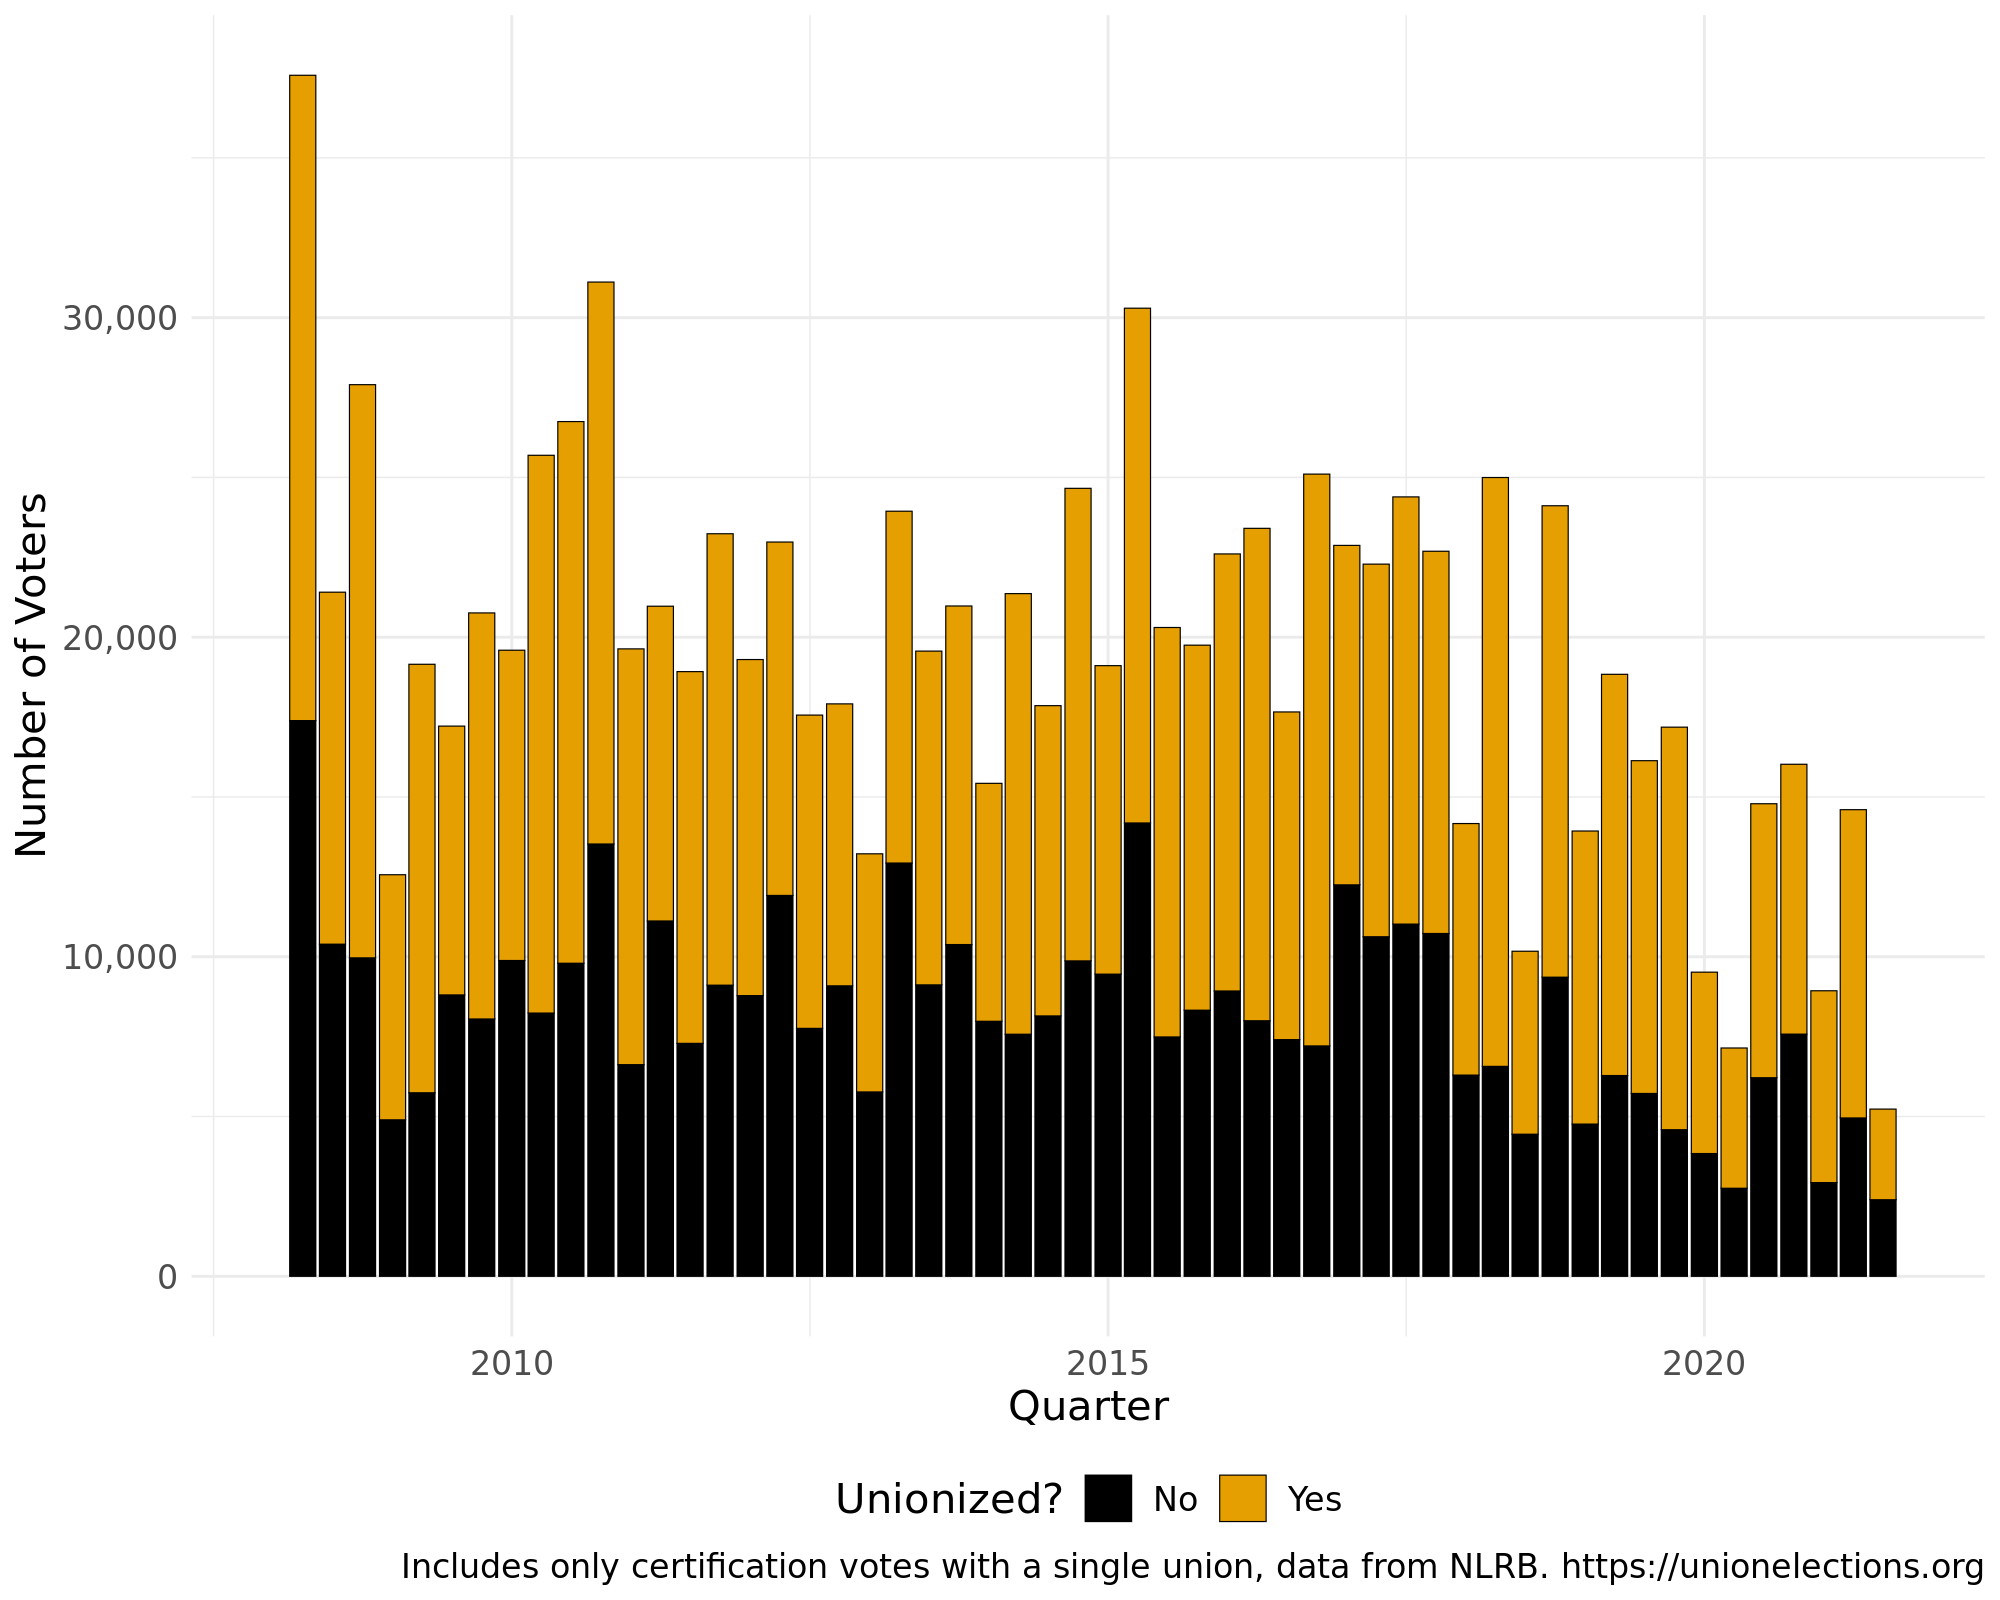 Number of Voters
30,000
20,000
10,000
0
2010 2015 2020
Quarter
Unionized? No Yes
Includes only certification votes with a single union, data from NLRB. https://unionelections.org